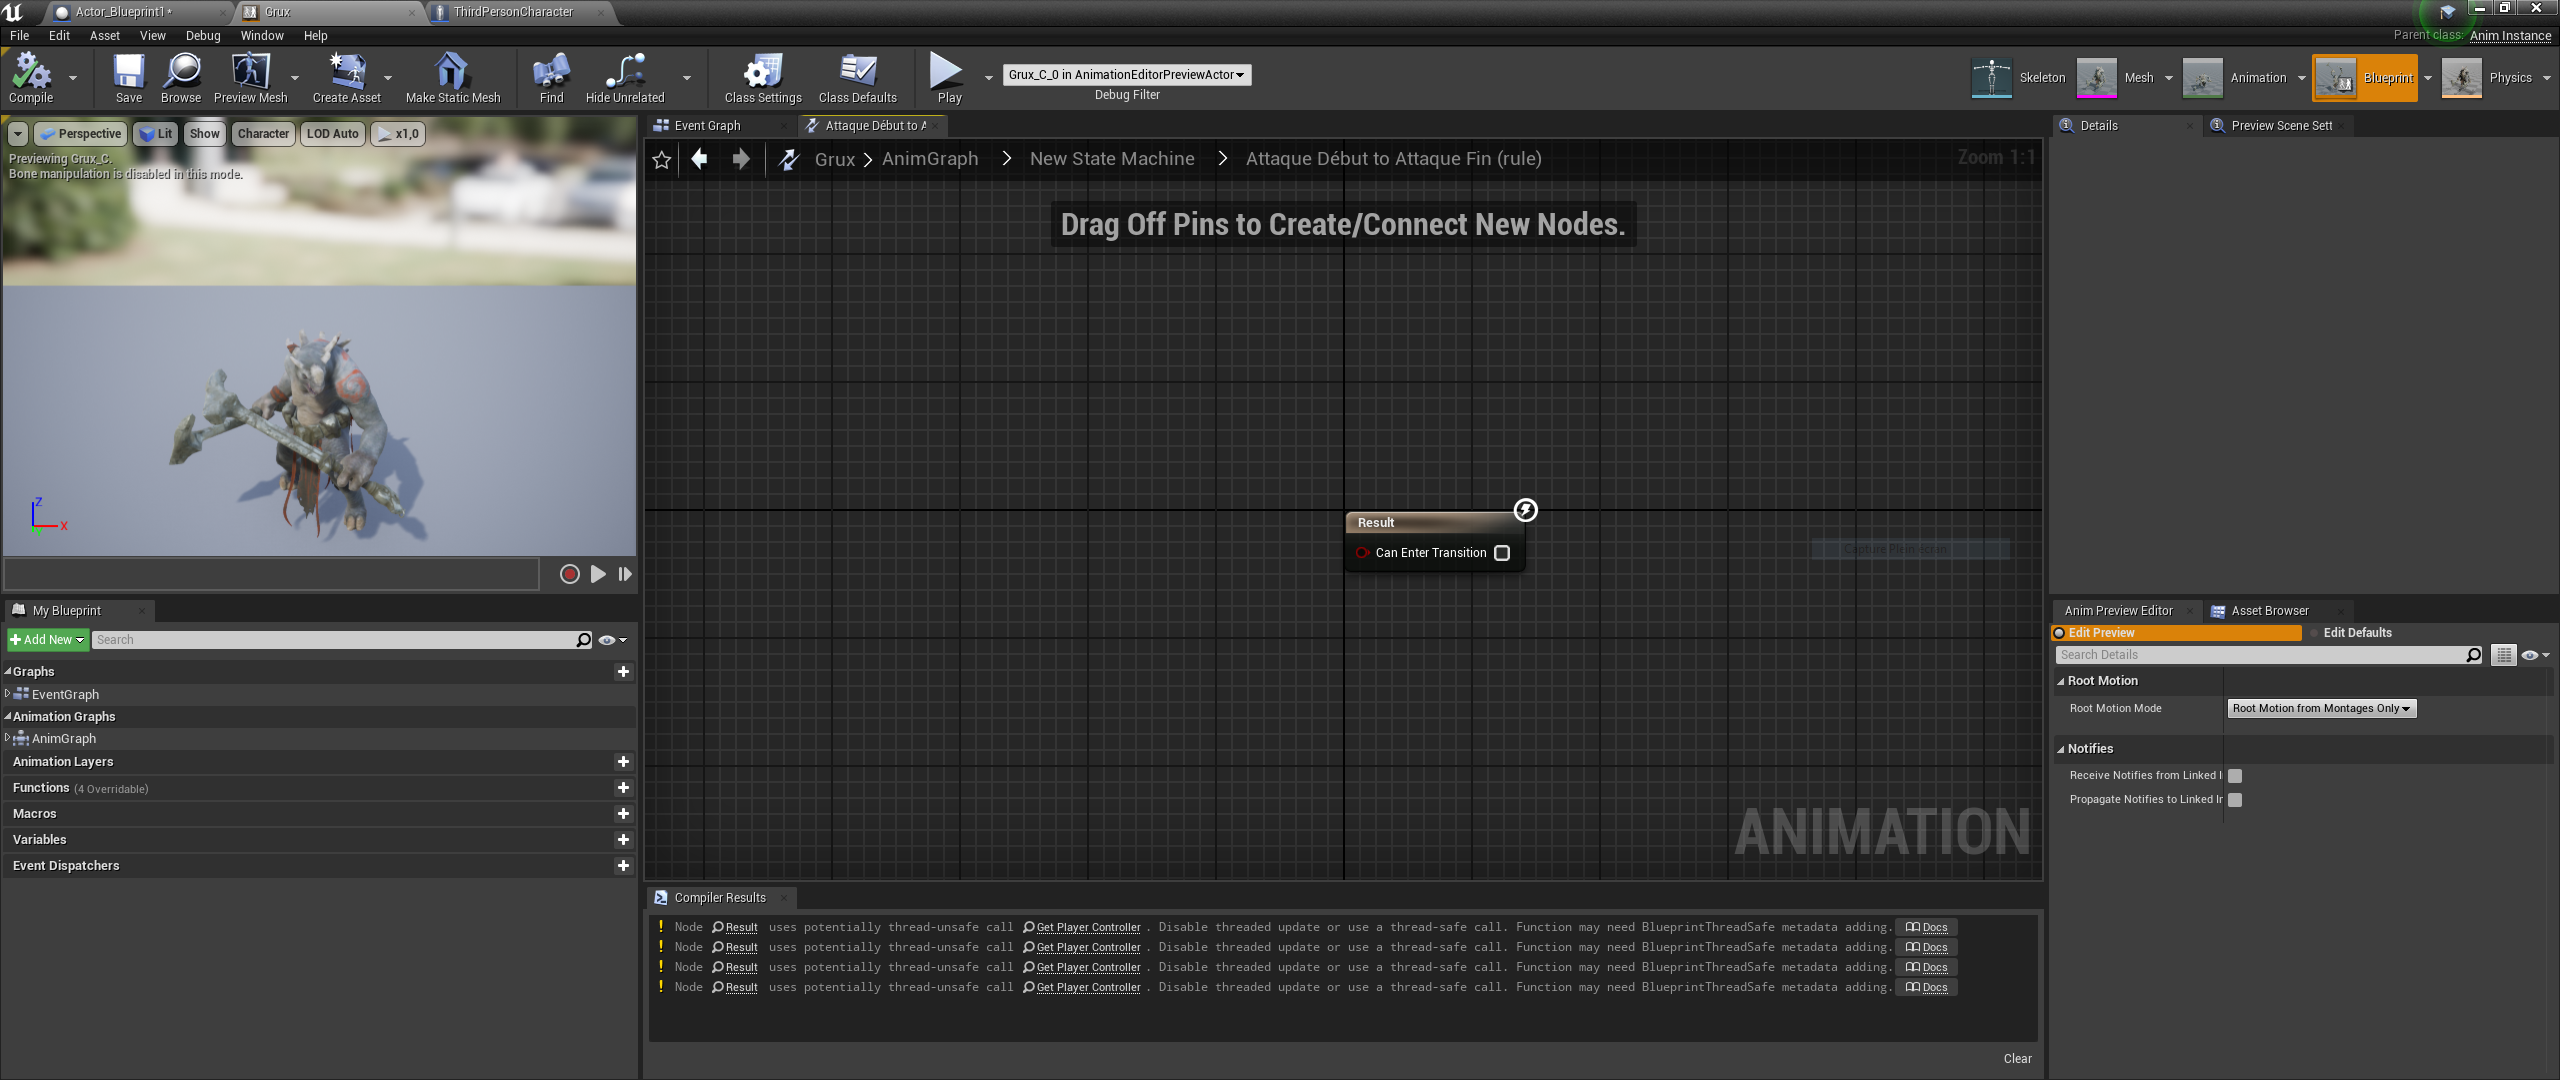 Actor_Blueprint1*
Grux
ThirdPersonCharacter
File Edit Asset View Debug Window Help
Parent class: Anim Instance
Compile
Save
Browse
Preview Mesh
Create Asset
Make Static Mesh
Find
Hide Unrelated
Class Settings
Class Defaults
Play
Grux_C_0 in AnimationEditorPreviewActor
Debug Filter
Skeleton
Mesh
Animation
Blueprint
Physics
Perspective
Lit
Show
Character
LOD Auto
x1,0
Previewing Grux_C.
Bone manipulation is disabled in this mode.
Z
X
Event Graph
Attaque Début to A
Grux > AnimGraph > New State Machine > Attaque Début to Attaque Fin (rule)
Zoom 1:1
Drag Off Pins to Create/Connect New Nodes.
Result
Can Enter Transition
Capture Plein écran
ANIMATION
My Blueprint
Add New
Search
Graphs
EventGraph
Animation Graphs
AnimGraph
Animation Layers
Functions (4 Overridable)
Macros
Variables
Event Dispatchers
Compiler Results
! Node Result uses potentially thread-unsafe call Get Player Controller . Disable threaded update or use a thread-safe call. Function may need BlueprintThreadSafe metadata adding. Docs
! Node Result uses potentially thread-unsafe call Get Player Controller . Disable threaded update or use a thread-safe call. Function may need BlueprintThreadSafe metadata adding. Docs
! Node Result uses potentially thread-unsafe call Get Player Controller . Disable threaded update or use a thread-safe call. Function may need BlueprintThreadSafe metadata adding. Docs
! Node Result uses potentially thread-unsafe call Get Player Controller . Disable threaded update or use a thread-safe call. Function may need BlueprintThreadSafe metadata adding. Docs
Clear
Details
Preview Scene Sett
Anim Preview Editor
Asset Browser
Edit Preview
Edit Defaults
Search Details
Root Motion
Root Motion Mode
Root Motion from Montages Only
Notifies
Receive Notifies from Linked I
Propagate Notifies to Linked Ir